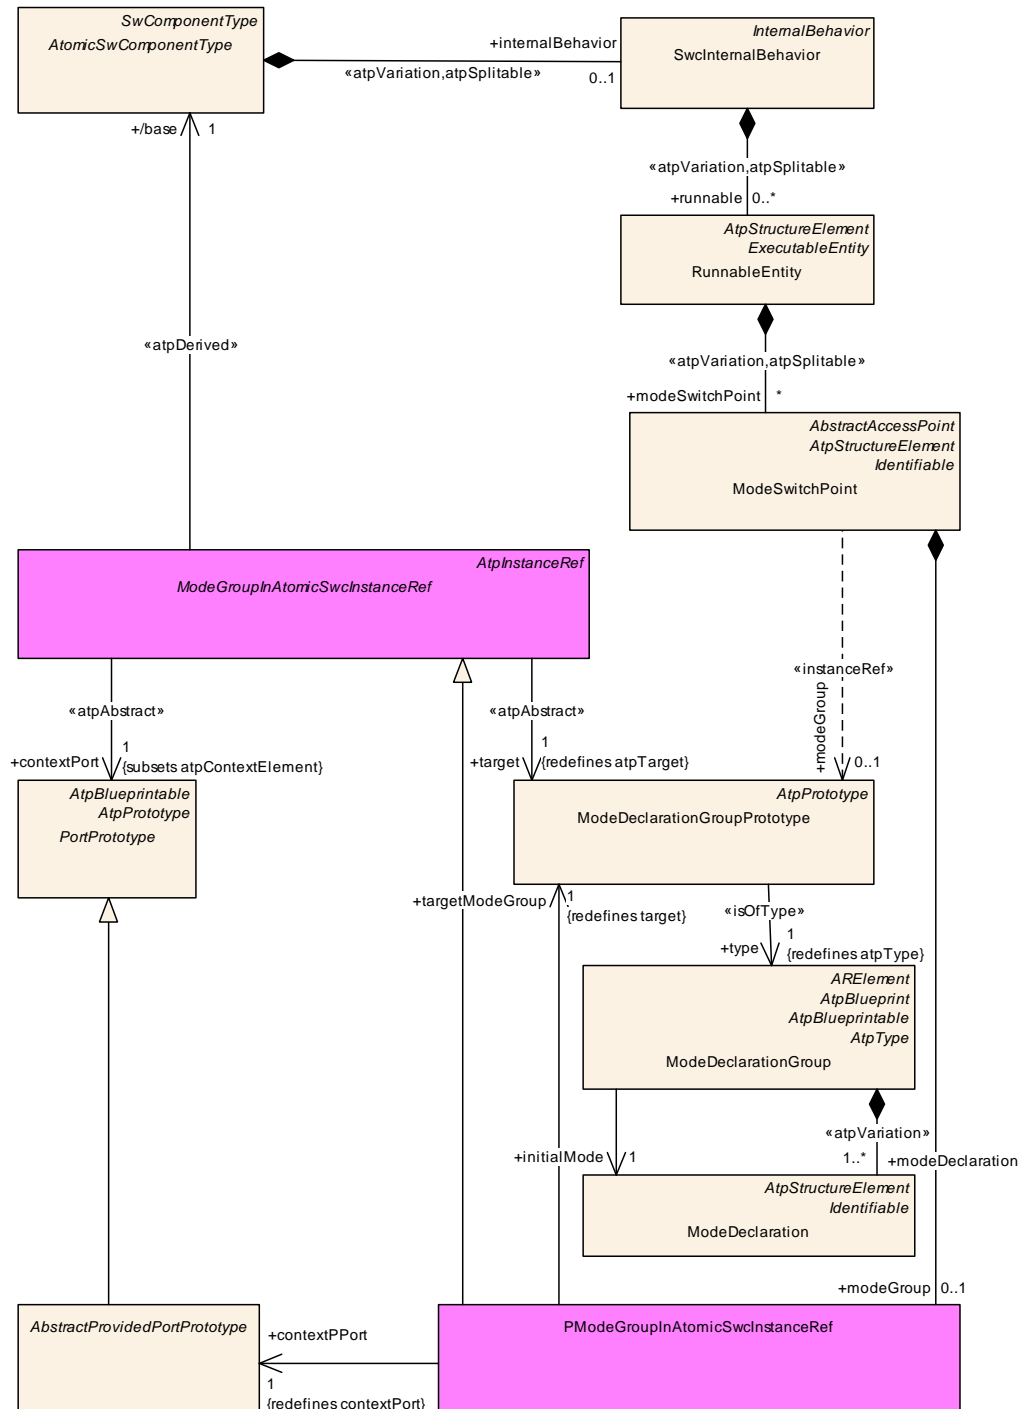 SwComponentType
AtomicSwComponentType
InternalBehavior
SwcInternalBehavior
+internalBehavior
«atpVariation,atpSplitable»
0..1
+/base
1
«atpVariation,atpSplitable»
+runnable
0..*
AtpStructureElement
ExecutableEntity
RunnableEntity
«atpDerived»
«atpVariation,atpSplitable»
+modeSwitchPoint
*
AbstractAccessPoint
AtpStructureElement
Identifiable
ModeSwitchPoint
AtpInstanceRef
ModeGroupInAtomicSwcInstanceRef
«instanceRef»
+modeGroup
0..1
«atpAbstract»
+contextPort
1
{subsets atpContextElement}
«atpAbstract»
+target
1
{redefines atpTarget}
AtpBlueprintable
AtpPrototype
PortPrototype
AtpPrototype
ModeDeclarationGroupPrototype
+targetModeGroup
1
{redefines target}
«isOfType»
+type
1
{redefines atpType}
ARElement
AtpBlueprint
AtpBlueprintable
AtpType
ModeDeclarationGroup
+initialMode
1
«atpVariation»
1..*
+modeDeclaration
AtpStructureElement
Identifiable
ModeDeclaration
+modeGroup
0..1
AbstractProvidedPortPrototype
+contextPPort
1
{redefines contextPort}
PModeGroupInAtomicSwcInstanceRef